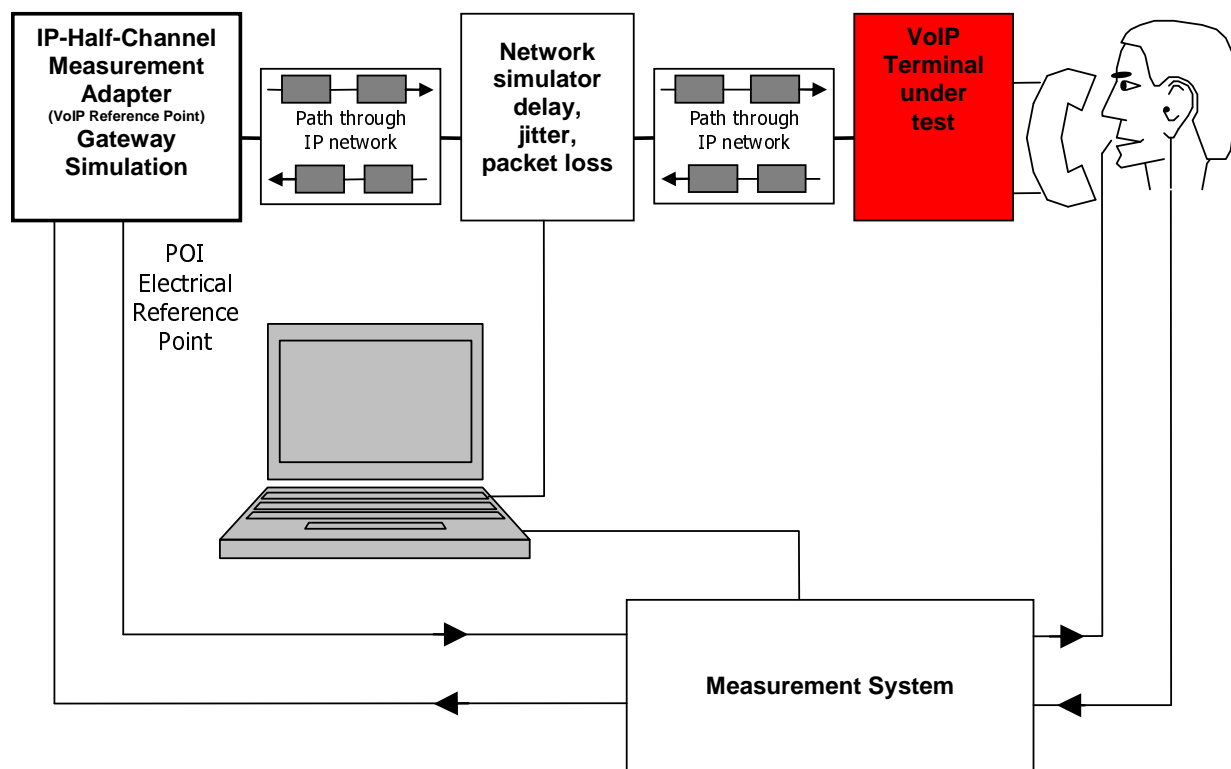 IP-Half-Channel
Measurement
Adapter
(VoIP Reference Point)
Gateway
Simulation
Path through
IP network
Network
simulator
delay,
jitter,
packet loss
Path through
IP network
VoIP
Terminal
under
test
POI
Electrical
Reference
Point
Measurement System